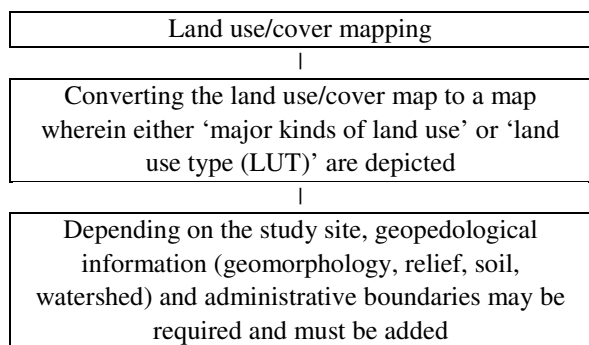 Land use/cover mapping
Converting the land use/cover map to a map
wherein either ‘major kinds of land use’ or ‘land
use type (LUT)’ are depicted
Depending on the study site, geopedological
information (geomorphology, relief, soil,
watershed) and administrative boundaries may be
required and must be added